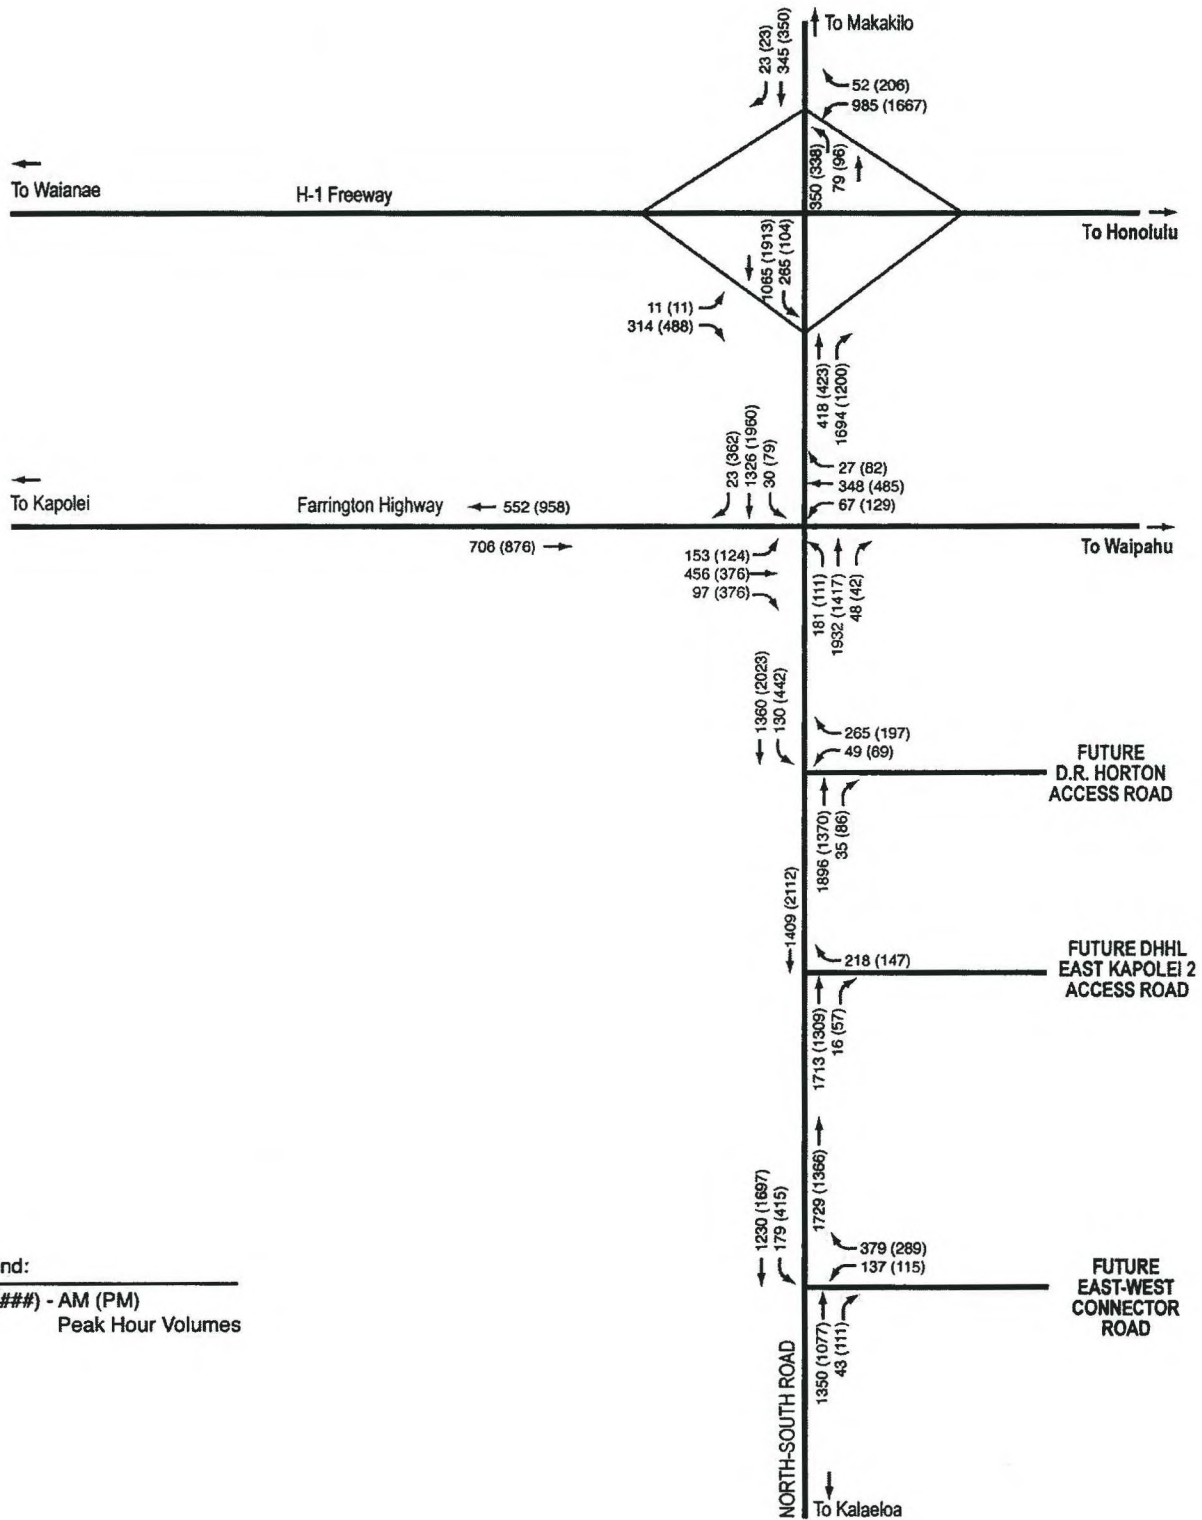 To Makakilo
23 (23)
345 (350)
52 (206)
985 (1667)
350 (338)
79 (96)
To Waianae
H-1 Freeway
To Honolulu
1065 (1913)
265 (104)
11 (11)
314 (488)
418 (423)
1694 (1200)
23 (362)
1326 (1960)
30 (79)
27 (82)
348 (485)
67 (129)
To Kapolei
Farrington Highway
552 (958)
706 (876)
To Waipahu
153 (124)
456 (376)
97 (376)
181 (111)
1932 (1417)
48 (42)
1360 (2023)
130 (442)
265 (197)
49 (69)
FUTURE
D.R. HORTON
ACCESS ROAD
1896 (1370)
35 (86)
1409 (2112)
218 (147)
FUTURE DHHL
EAST KAPOLEI 2
ACCESS ROAD
1713 (1309)
16 (57)
1729 (1366)
1230 (1697)
179 (415)
379 (289)
137 (115)
FUTURE
EAST-WEST
CONNECTOR
ROAD
1350 (1077)
43 (111)
nd:
###) - AM (PM)
Peak Hour Volumes
NORTH-SOUTH ROAD
To Kalaeloa